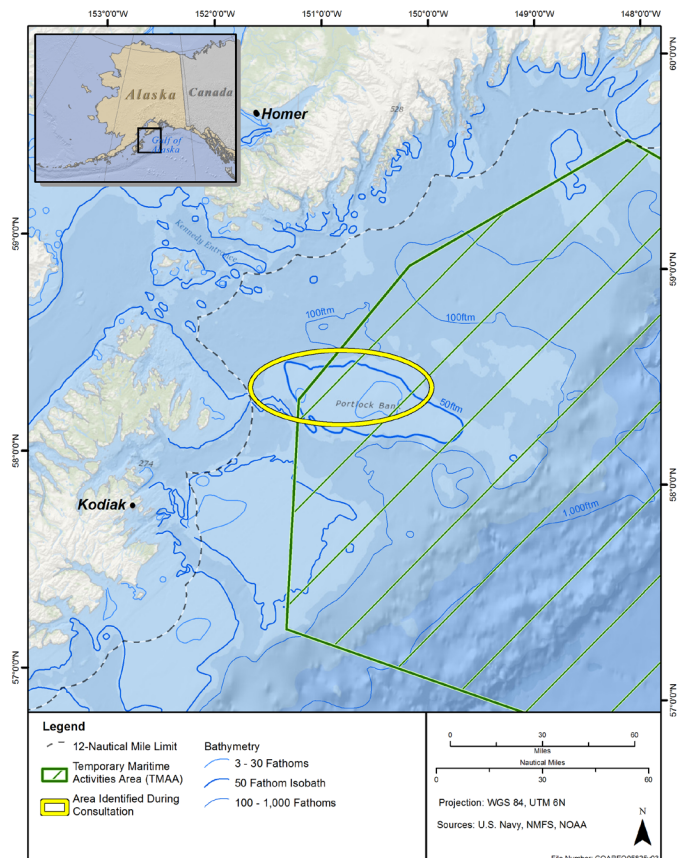 153°0'0"W 152°0'0"W 151°0'0"W 150°0'0"W 149°0'0"W 148°0'0"W
60°0'0"N
Alaska
Canada
Gulf of
Alaska
Homer
528
59°0'0"N
Kennedy Entrance
59°0'0"N
100ftm
100ftm
Portlock Ban
50ftm
58°0'0"N
274
58°0'0"N
Kodiak
1,000ftm
57°0'0"N
57°0'0"N
Legend
12-Nautical Mile Limit
Temporary Maritime
Activities Area (TMAA)
Area Identified During
Consultation
Bathymetry
3 - 30 Fathoms
50 Fathom Isobath
100 - 1,000 Fathoms
0 30 60
Miles
Nautical Miles
0 30 60
Projection: WGS 84, UTM 6N
Sources: U.S. Navy, NMFS, NOAA
N